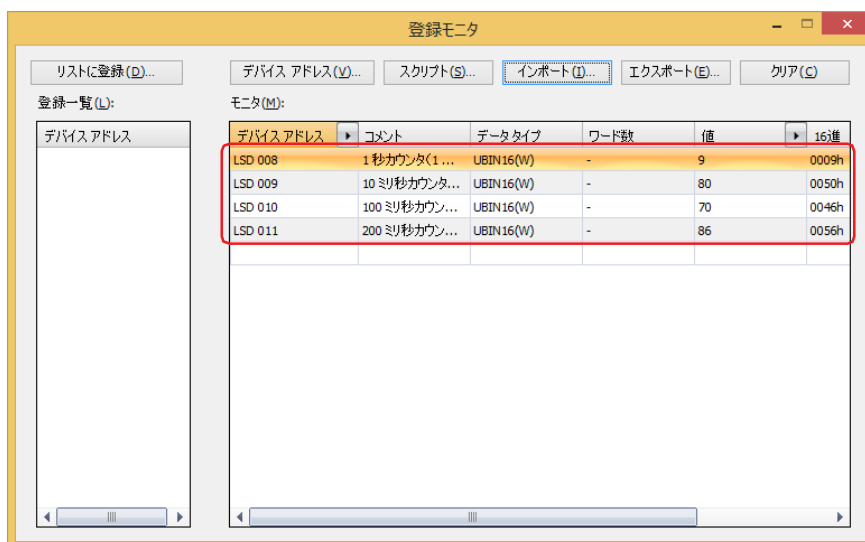 登録モニタ
リストに登録(D)... デバイス アドレス(V)... スクリプト(S)... インポート(I)... エクスポート(E)... クリア(C)
登録一覧(L): モニタ(M):
デバイス アドレス デバイス アドレス コメント データ タイプ ワード数 値 16進
LSD 008 1 秒カウンタ(1 ... UBIN16(W) - 9 0009h
LSD 009 10 ミリ秒カウンタ... UBIN16(W) - 80 0050h
LSD 010 100 ミリ秒カウン... UBIN16(W) - 70 0046h
LSD 011 200 ミリ秒カウン... UBIN16(W) - 86 0056h